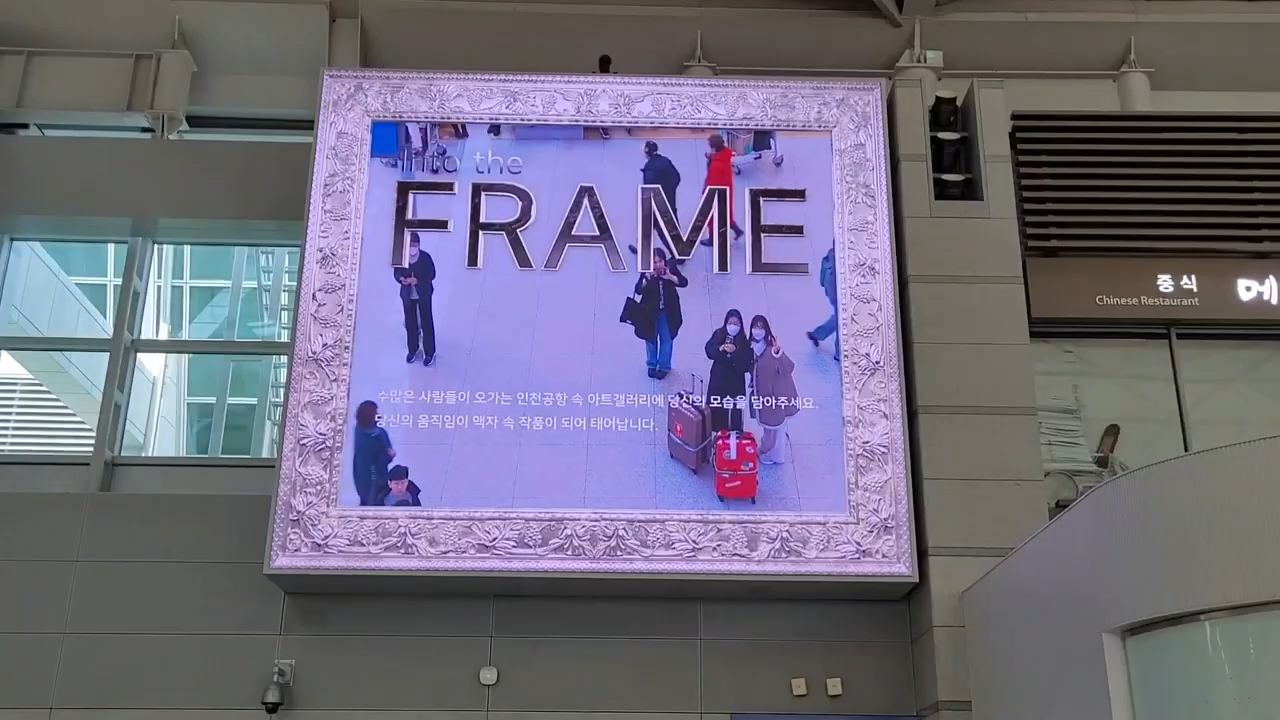 into the
FRAME
수많은 사람들이 오가는 인천공항 속 아트갤러리에 당신의 모습을 담아주세요.
당신의 움직임이 액자 속 작품이 되어 태어납니다.
중식
Chinese Restaurant
메